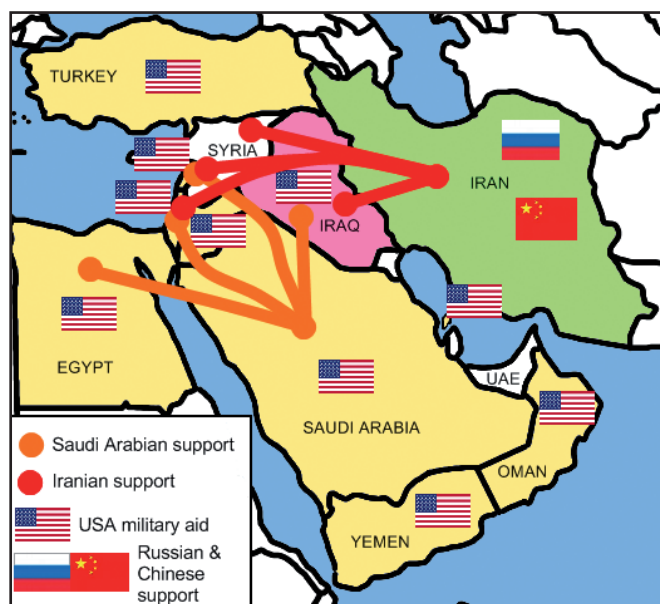 TURKEY
SYRIA
IRAN
IRAQ
EGYPT
UAE
SAUDI ARABIA
OMAN
YEMEN
Saudi Arabian support
Iranian support
USA military aid
Russian &
Chinese
support